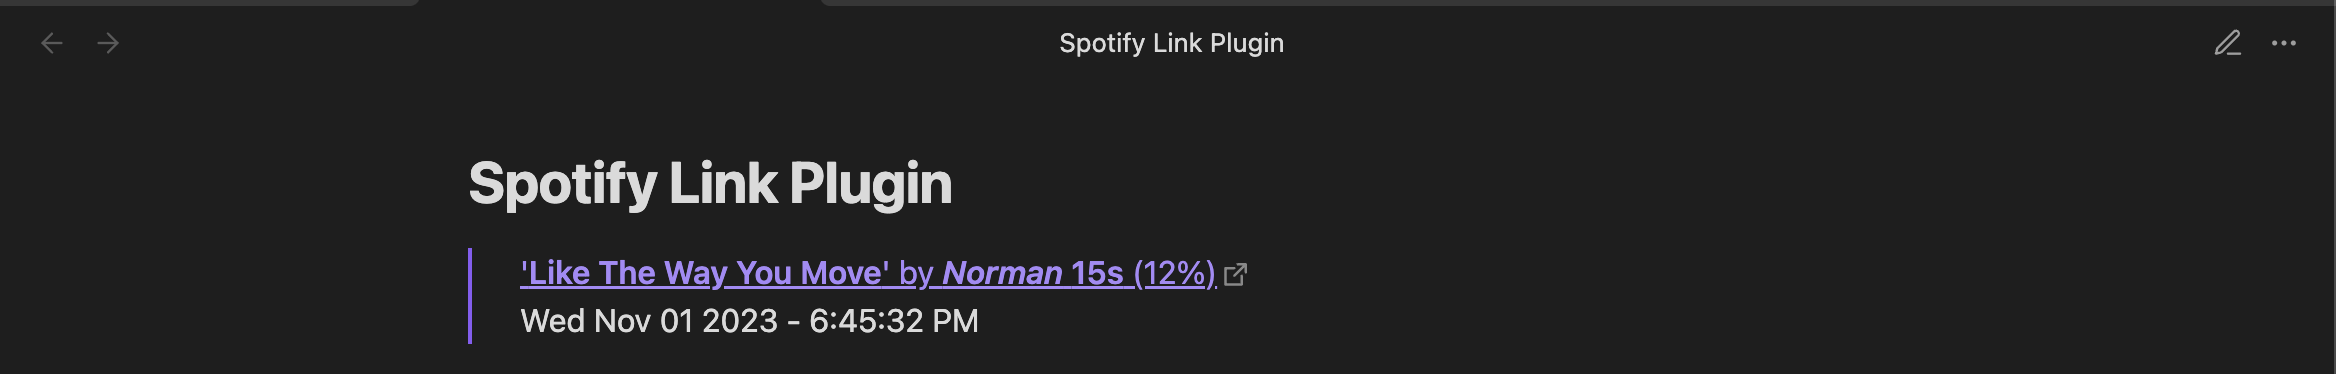 Spotify Link Plugin
Spotify Link Plugin
'Like The Way You Move' by Norman 15s (12%)
Wed Nov 01 2023 - 6:45:32 PM